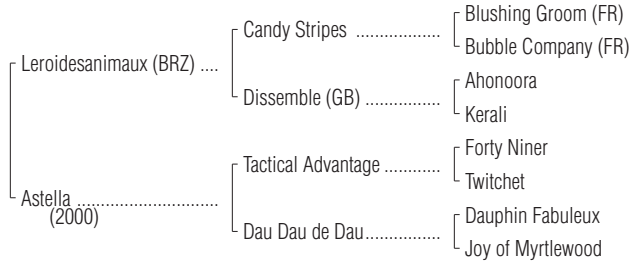 Blushing Groom (FR)
Candy Stripes ..................
Bubble Company (FR)
Leroidesanimaux (BRZ) ....
Ahonoora
Dissemble (GB) ................
Kerali
Forty Niner
Tactical Advantage ............
Twitchet
Astella ..............................
(2000)
Dauphin Fabuleux
Dau Dau de Dau................
Joy of Myrtlewood